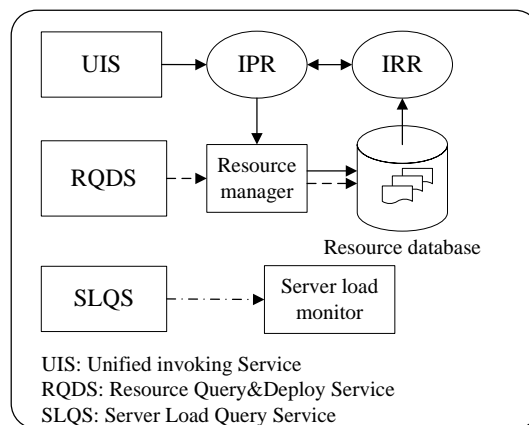 UIS
IPR
IRR
RQDS
Resource
manager
Resource database
SLQS
Server load
monitor
UIS: Unified invoking Service
RQDS: Resource Query&Deploy Service
SLQS: Server Load Query Service